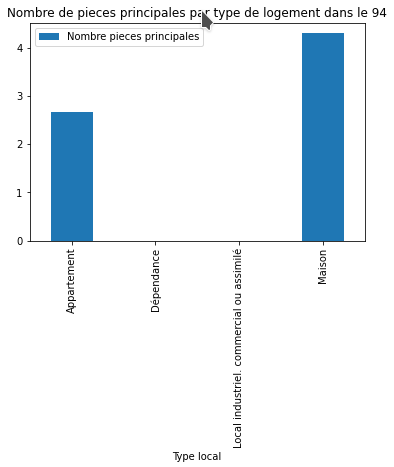 Nombre de pieces principales par type de logement dans le 94
Nombre pieces principales
4
3
2
1
0
Appartement
Dépendance
Local industriel. commercial ou assimilé
Maison
Type local